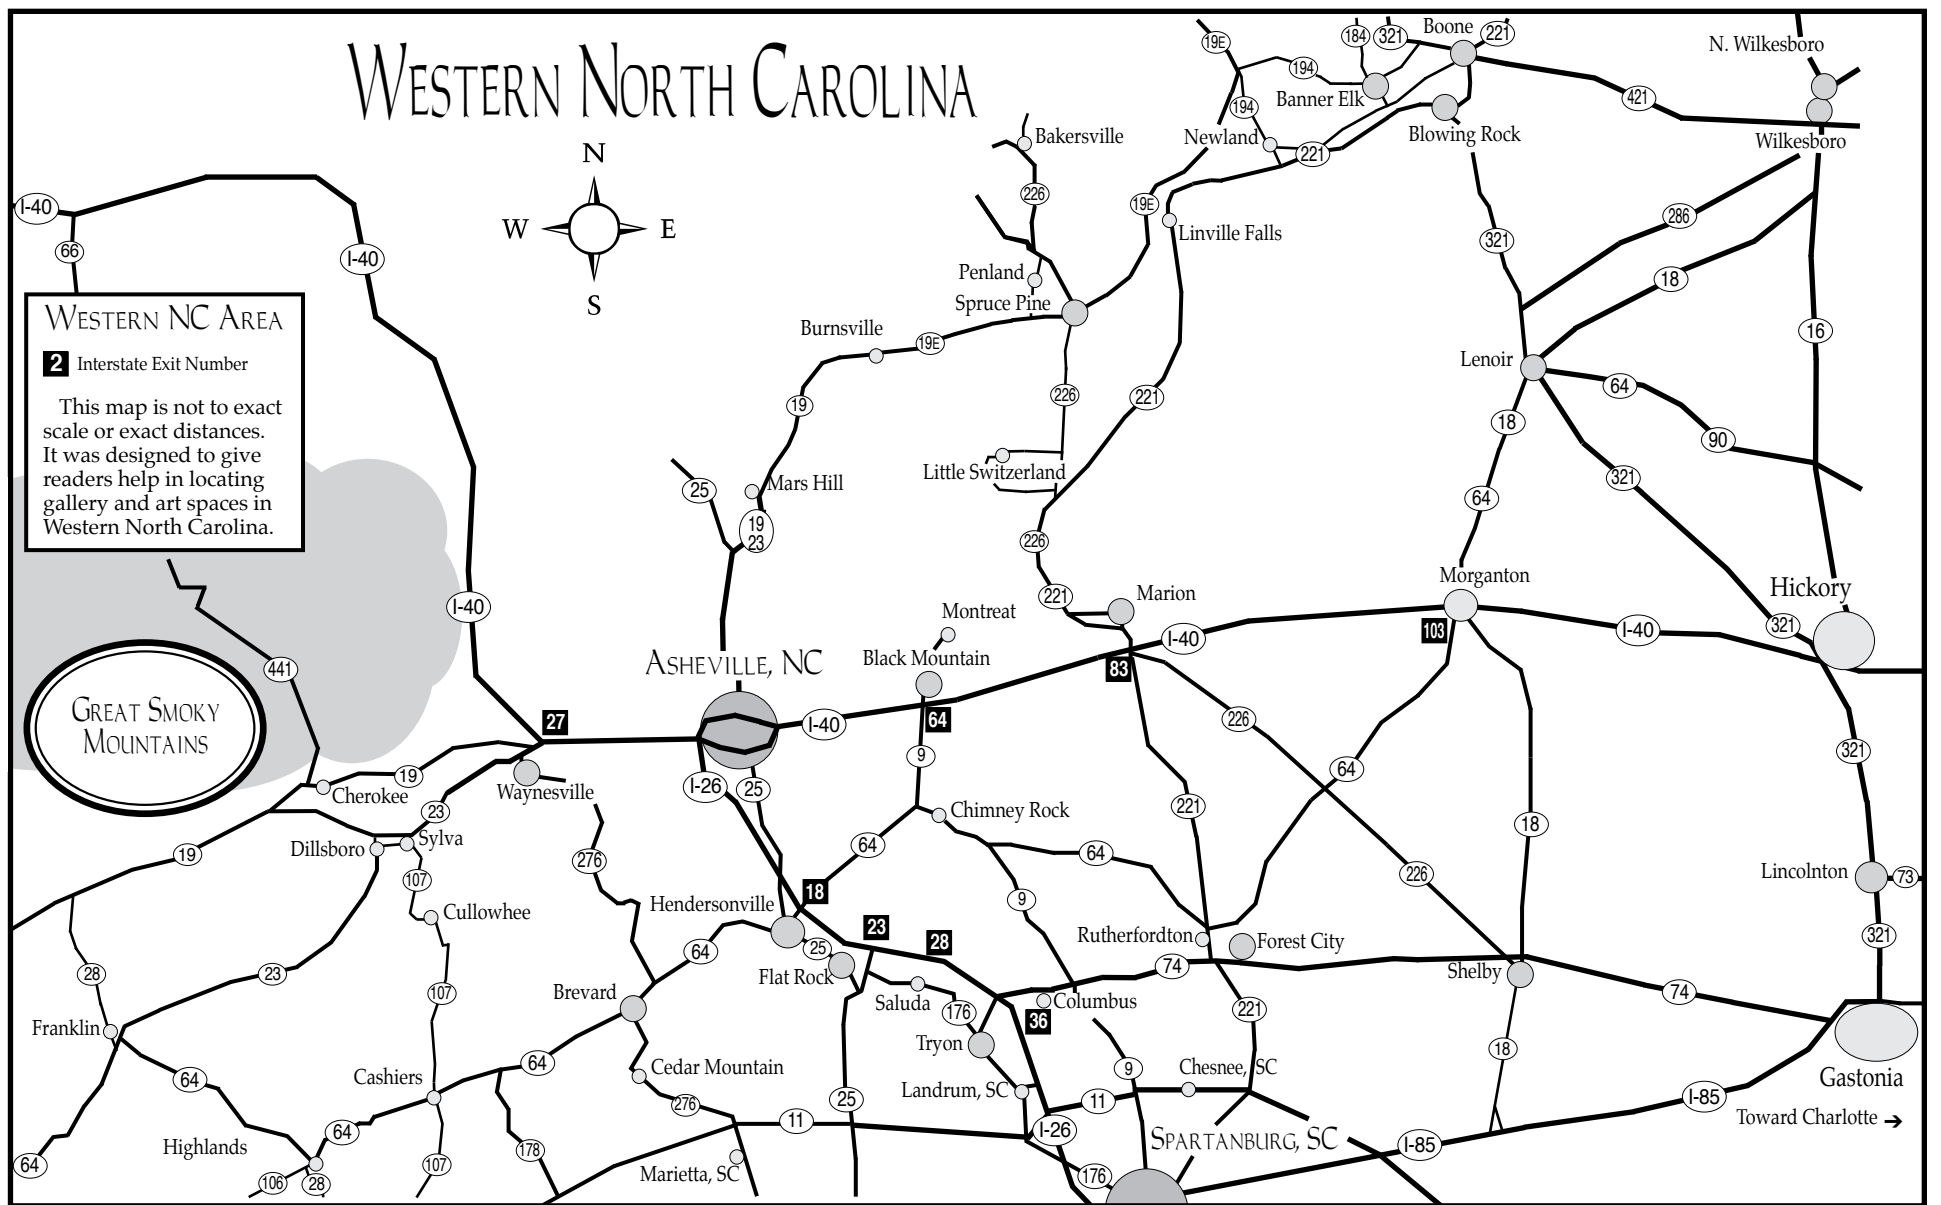 WESTERN NORTH CAROLINA
N
W E
S
19E
184
321
Boone
221
N. Wilkesboro
194
Banner Elk
194
421
Bakersville
Newland
221
Blowing Rock
Wilkesboro
I-40
66
I-40
226
19E
Linville Falls
286
321
18
Penland
Spruce Pine
WESTERN NC AREA
2 Interstate Exit Number
This map is not to exact
scale or exact distances.
It was designed to give
readers help in locating
gallery and art spaces in
Western North Carolina.
Burnsville
19E
16
Lenoir
64
19
226
221
18
90
Little Switzerland
321
25
Mars Hill
64
19
23
226
Morganton
Hickory
I-40
221
Marion
Montreat
I-40
103
I-40
321
ASHEVILLE, NC
Black Mountain
83
441
GREAT SMOKY
MOUNTAINS
27
I-40
64
226
9
321
19
I-26
25
64
Cherokee
Waynesville
23
Chimney Rock
221
18
Dillsboro
Sylva
19
276
64
64
107
226
Lincolnton
73
18
Hendersonville
9
Cullowhee
23
28
Rutherfordton
Forest City
321
64
25
Flat Rock
74
Shelby
28
23
107
Brevard
Saluda
176
Columbus
36
221
74
Franklin
Tryon
18
64
64
Cedar Mountain
9
Chesnee, SC
Cashiers
Landrum, SC
Gastonia
276
25
11
I-85
64
11
I-26
Toward Charlotte →
Highlands
178
SPARTANBURG, SC
I-85
64
107
Marietta, SC
176
106
28